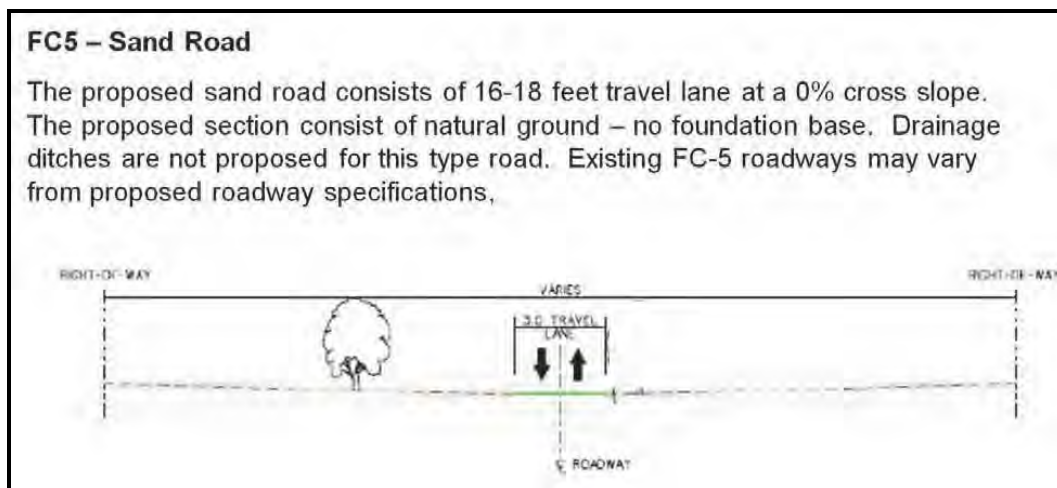 FC5 – Sand Road
The proposed sand road consists of 16-18 feet travel lane at a 0% cross slope.
The proposed section consist of natural ground – no foundation base. Drainage
ditches are not proposed for this type road. Existing FC-5 roadways may vary
from proposed roadway specifications.
RIGHT-OF-WAY
RIGHT-OF-WAY
VARIES
TRAVEL
LANE
℄ ROADWAY